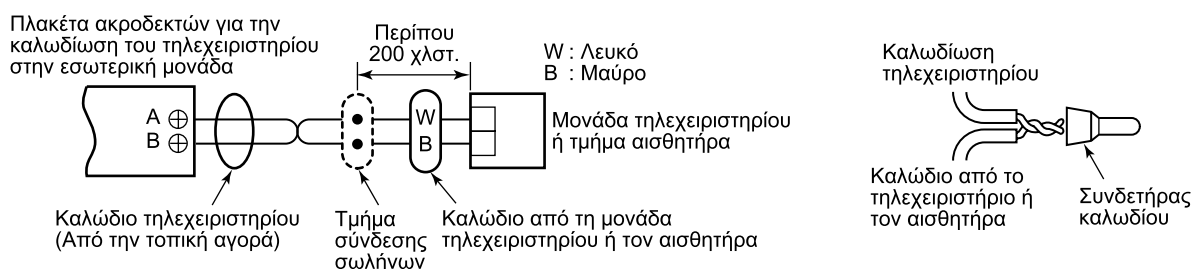 Πλακέτα ακροδεκτών για την
καλωδίωση του τηλεχειριστηρίου
στην εσωτερική μονάδα
Περίπου
200 χλστ.
W : Λευκό
B : Μαύρο
A
B
W
B
Μονάδα τηλεχειριστηρίου
ή τμήμα αισθητήρα
Καλώδιο τηλεχειριστηρίου
(Από την τοπική αγορά)
Τμήμα
σύνδεσης
σωλήνων
Καλώδιο από τη μονάδα
τηλεχειριστηρίου ή τον αισθητήρα
Καλωδίωση
τηλεχειριστηρίου
Καλώδιο από το
τηλεχειριστήριο ή
τον αισθητήρα
Συνδετήρας
καλωδίου